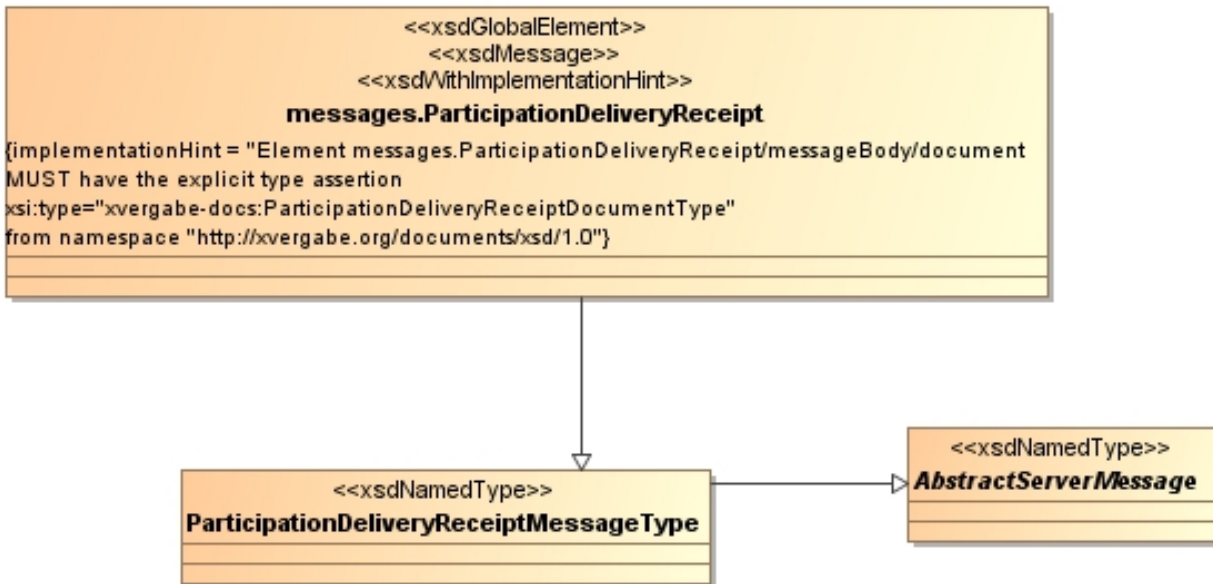 <<xsdGlobalElement>>
<<xsdMessage>>
<<xsdWithImplementationHint>>
messages.ParticipationDeliveryReceipt
{implementationHint = "Element messages.ParticipationDeliveryReceipt/messageBody/document
MUST have the explicit type assertion
xsi:type="xvergabe-docs:ParticipationDeliveryReceiptDocumentType"
from namespace "http://xvergabe.org/documents/xsd/1.0"}
<<xsdNamedType>>
AbstractServerMessage
<<xsdNamedType>>
ParticipationDeliveryReceiptMessageType